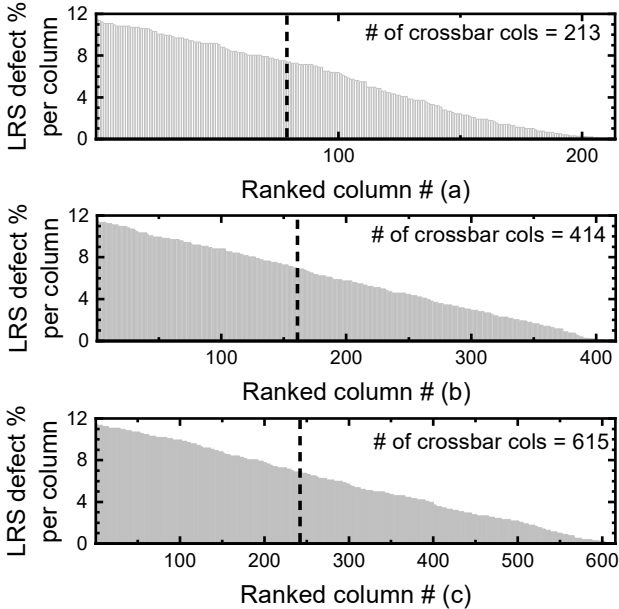 LRS defect %
per column
12
8
4
0
# of crossbar cols = 213
100
200
Ranked column # (a)
LRS defect %
per column
12
8
4
0
# of crossbar cols = 414
100
200
300
400
Ranked column # (b)
LRS defect %
per column
12
8
4
0
# of crossbar cols = 615
100
200
300
400
500
600
Ranked column # (c)